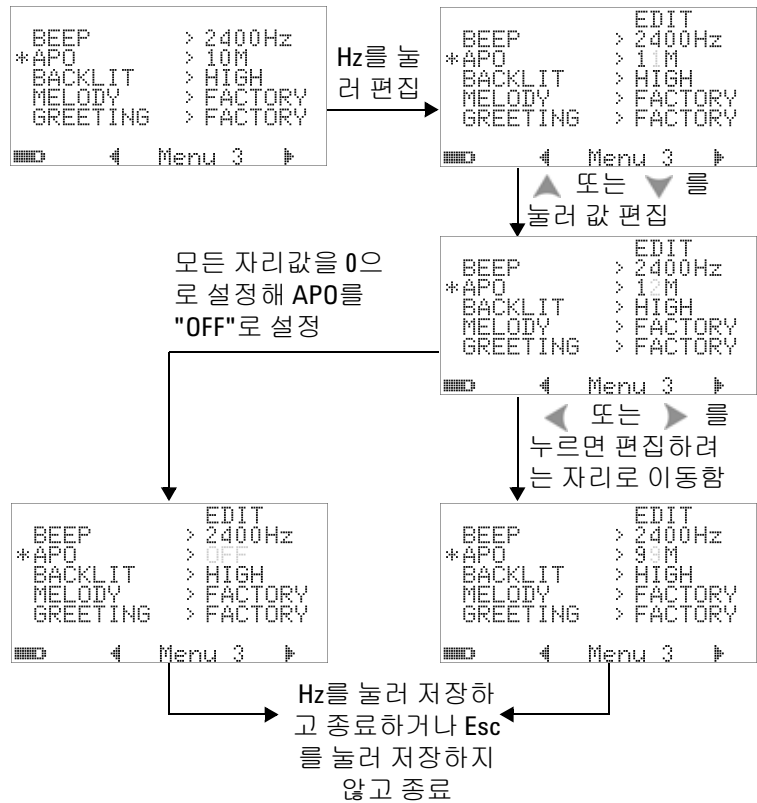 BEEP > 2400Hz
*APO > 10M
BACKLIT > HIGH
MELODY > FACTORY
GREETING > FACTORY
Menu 3
Hz를 눌
러 편집
EDIT
BEEP > 2400Hz
*APO > 11M
BACKLIT > HIGH
MELODY > FACTORY
GREETING > FACTORY
Menu 3
또는 를
눌러 값 편집
모든 자리값을 0으
로 설정해 APO를
"OFF"로 설정
EDIT
BEEP > 2400Hz
*APO > 12M
BACKLIT > HIGH
MELODY > FACTORY
GREETING > FACTORY
Menu 3
또는 를
누르면 편집하려
는 자리로 이동함
EDIT
BEEP > 2400Hz
*APO > OFF
BACKLIT > HIGH
MELODY > FACTORY
GREETING > FACTORY
Menu 3
EDIT
BEEP > 2400Hz
*APO > 99M
BACKLIT > HIGH
MELODY > FACTORY
GREETING > FACTORY
Menu 3
Hz를 눌러 저장하
고 종료하거나 Esc
를 눌러 저장하지
않고 종료